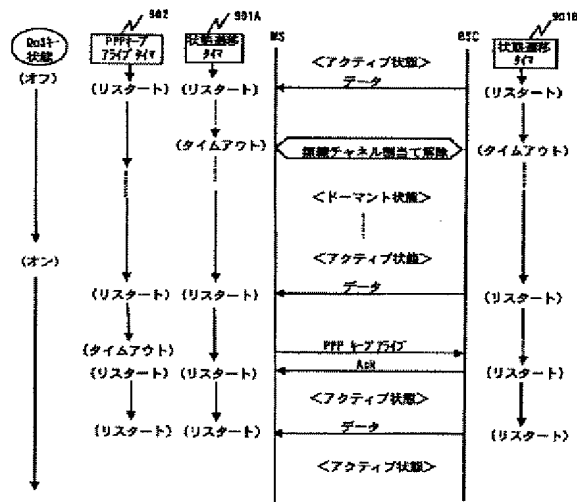 902
901A
901B
QoSキー
状態
PPPキープ
アライブタイマ
状態遷移
タイマ
MS
BSC
状態遷移
タイマ
(オフ)
<アクティブ状態>
データ
(リスタート)
(リスタート)
(リスタート)
(タイムアウト)
無線チャネル割当て解除
(タイムアウト)
<ドーマント状態>
(オン)
<アクティブ状態>
データ
(リスタート)
(リスタート)
(リスタート)
(タイムアウト)
PPP キープアライブ
(リスタート)
(リスタート)
Ack
(リスタート)
<アクティブ状態>
(リスタート)
(リスタート)
データ
(リスタート)
<アクティブ状態>